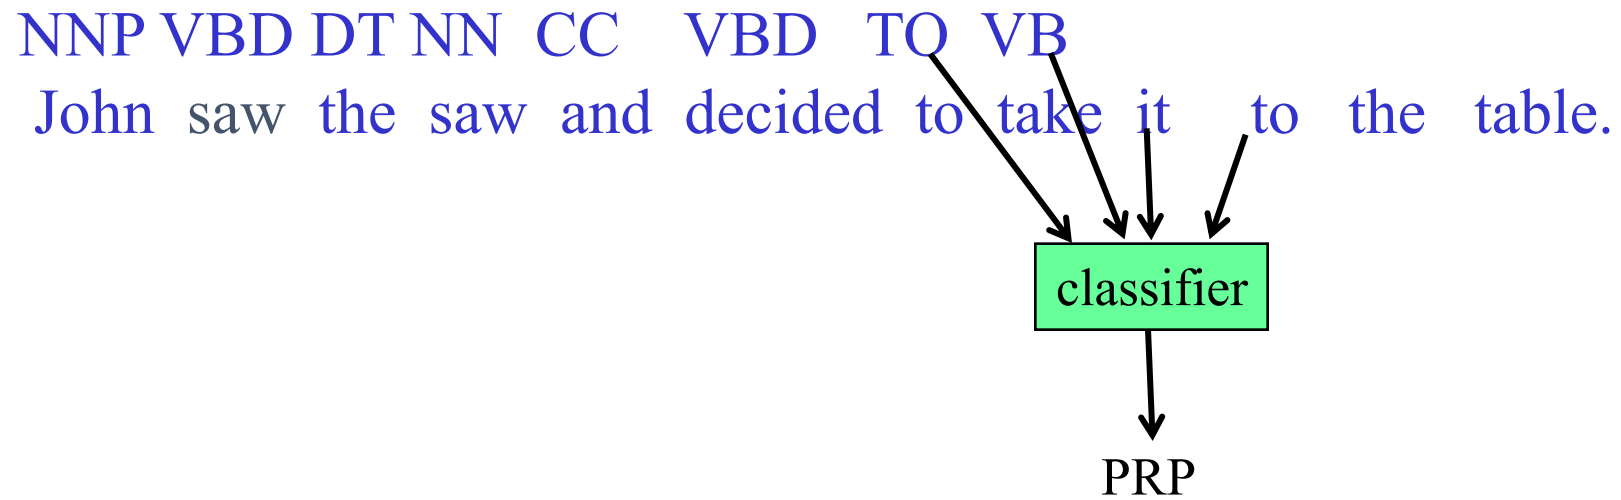 NNP VBD DT NN CC VBD TO VB
John saw the saw and decided to take it to the table.
classifier
PRP